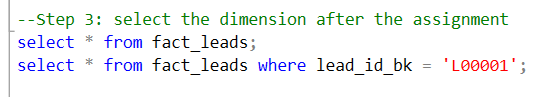 --Step 3: select the dimension after the assignment
select * from fact_leads;
select * from fact_leads where lead_id_bk = 'L00001';